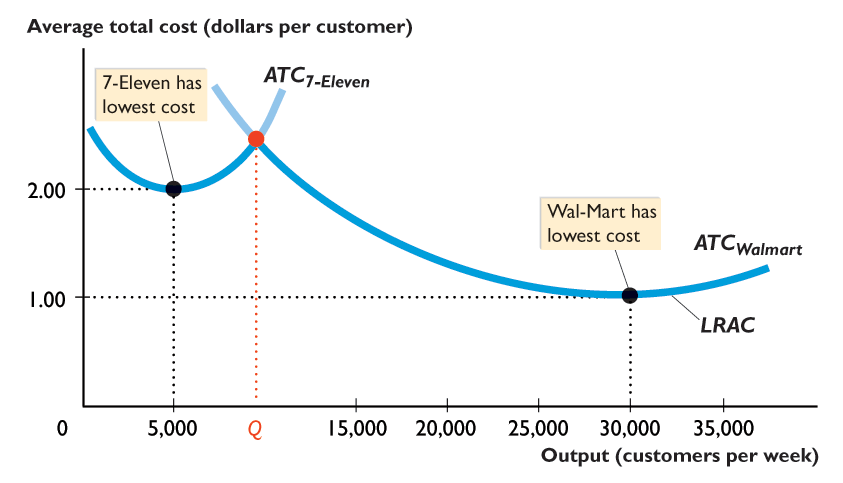 Average total cost (dollars per customer)
7-Eleven has
lowest cost
ATC7-Eleven
2.00
Wal-Mart has
lowest cost
ATCWalmart
1.00
LRAC
0
5,000
Q
15,000
20,000
25,000
30,000
35,000
Output (customers per week)